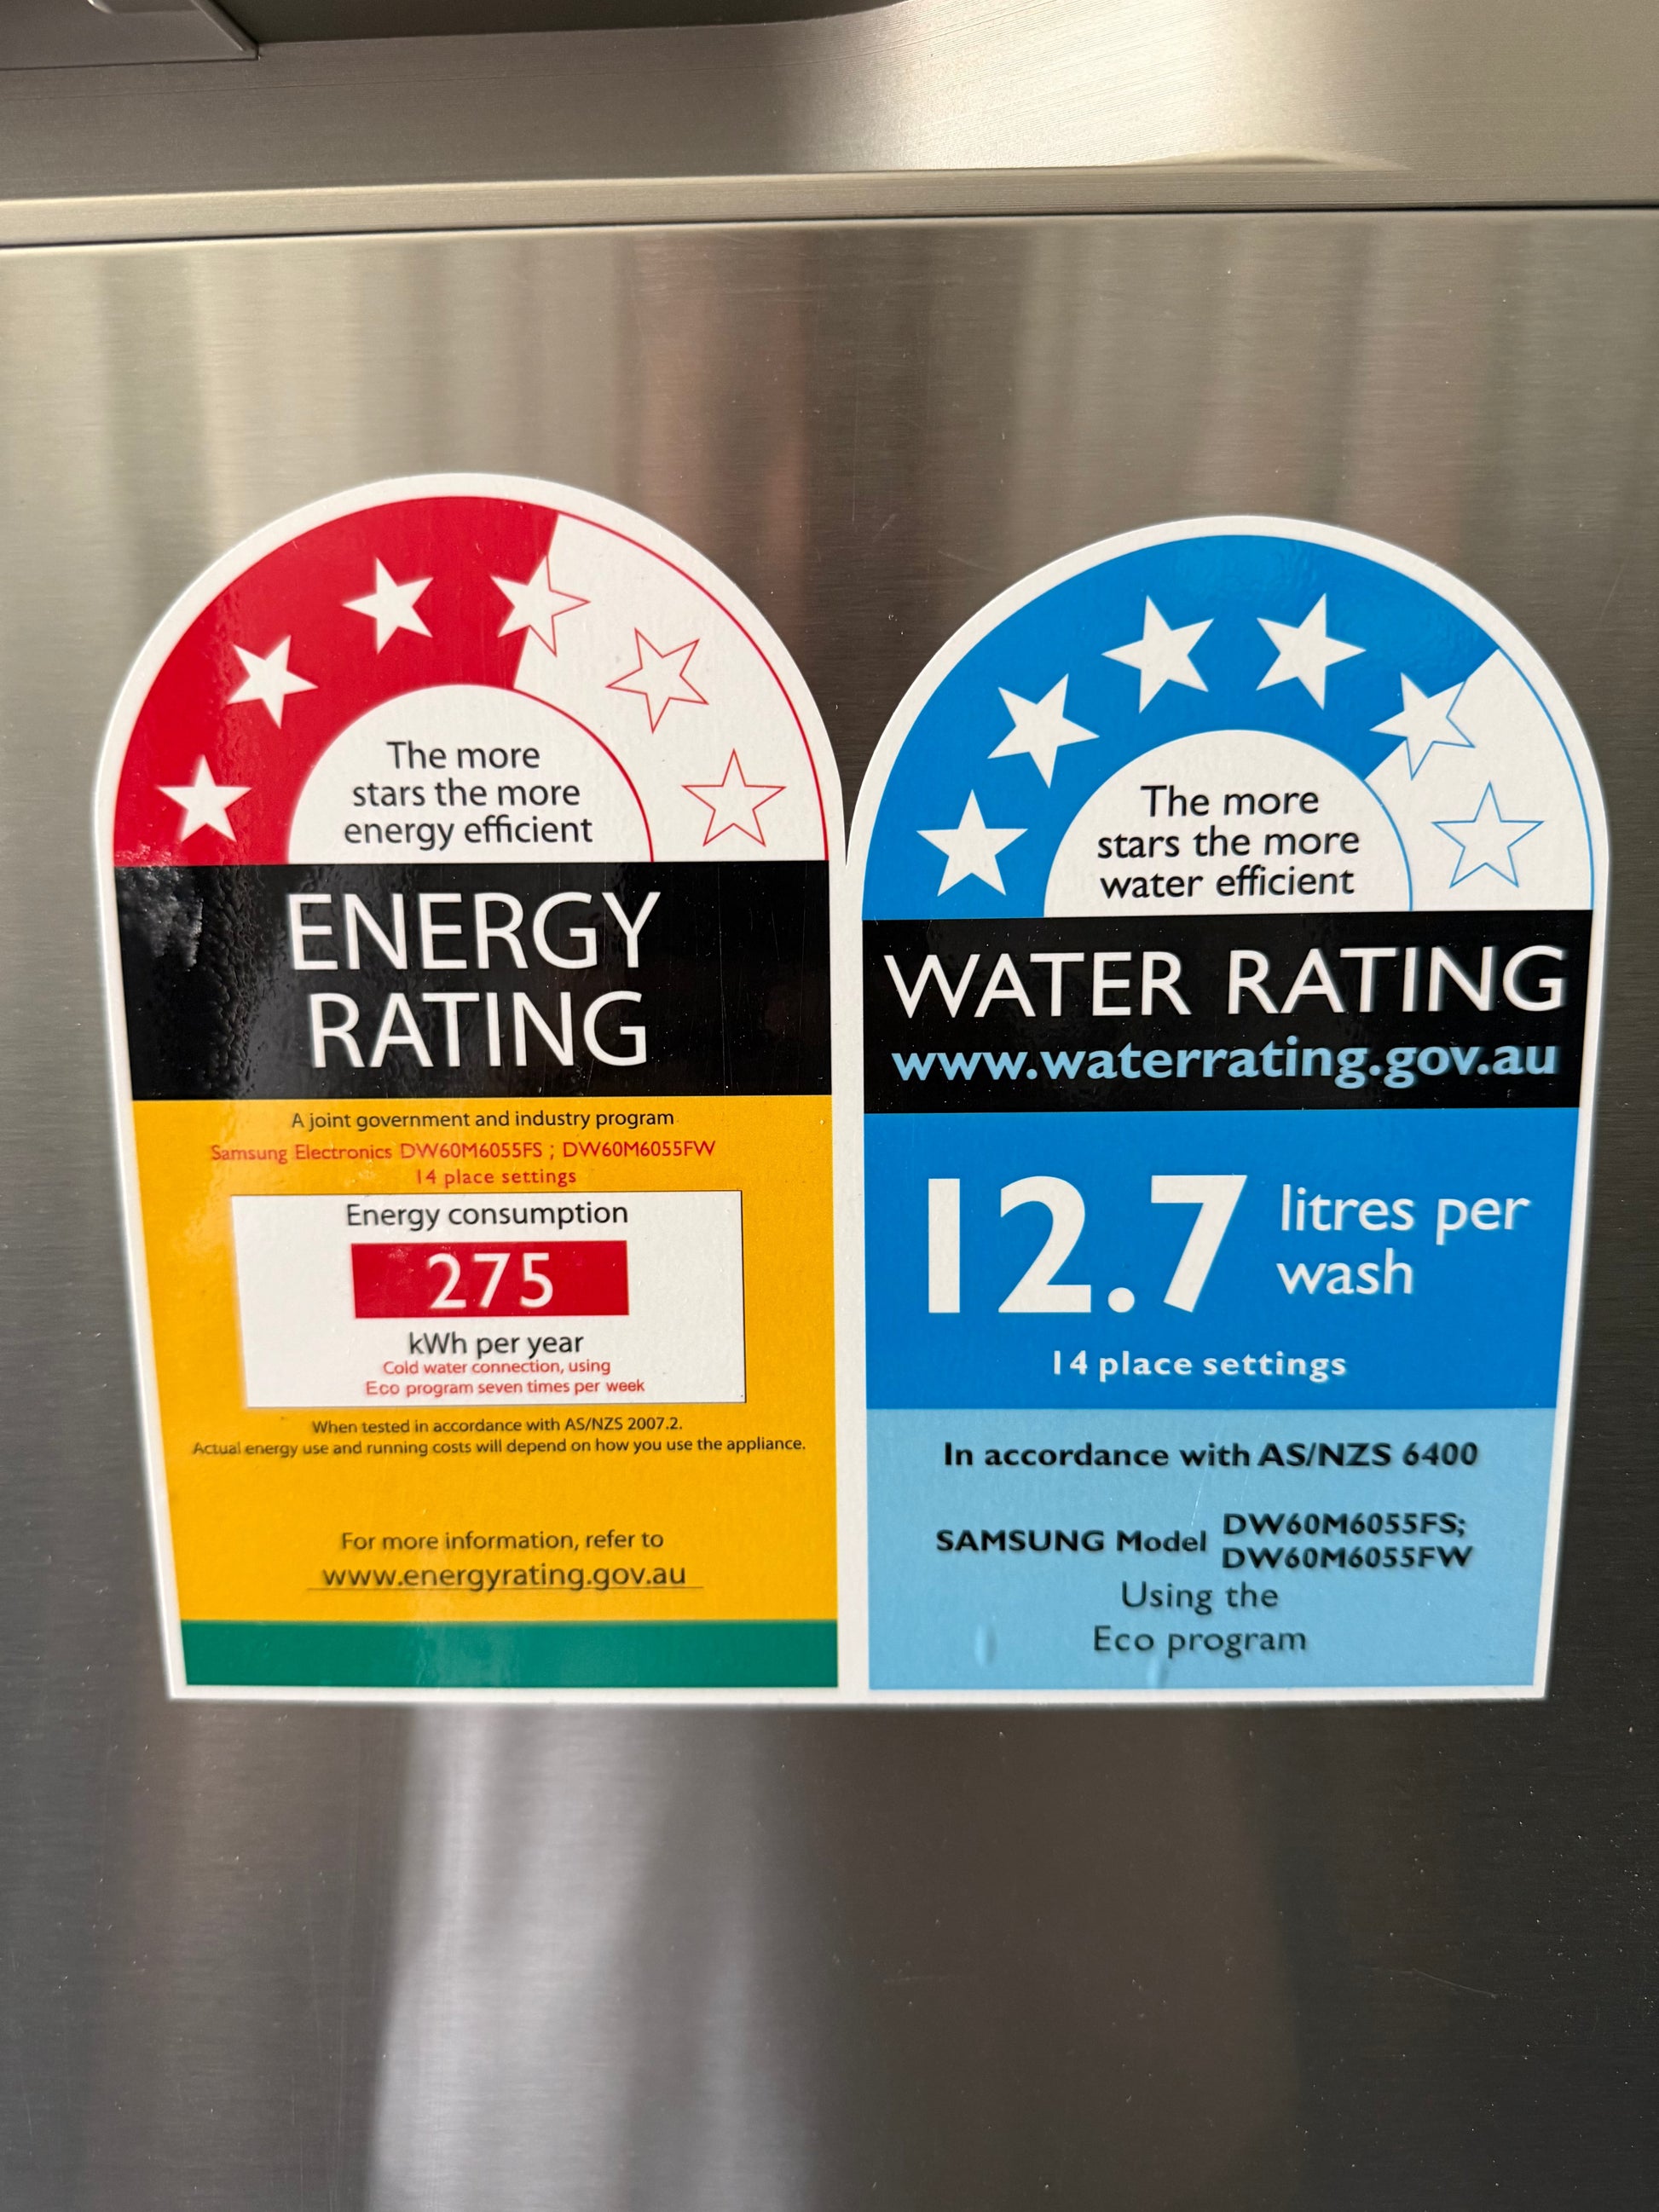 The more
stars the more
energy efficient
ENERGY
RATING
A joint government and industry program
Samsung Electronics DW60M6055FS ; DW60M6055FW
14 place settings
Energy consumption
275
kWh per year
Cold water connection, using
Eco program seven times per week
When tested in accordance with AS/NZS 2007.2.
Actual energy use and running costs will depend on how you use the appliance.
For more information, refer to
www.energyrating.gov.au
The more
stars the more
water efficient
WATER RATING
www.waterrating.gov.au
12.7 litres per
wash
14 place settings
In accordance with AS/NZS 6400
SAMSUNG Model DW60M6055FS;
DW60M6055FW
Using the
Eco program